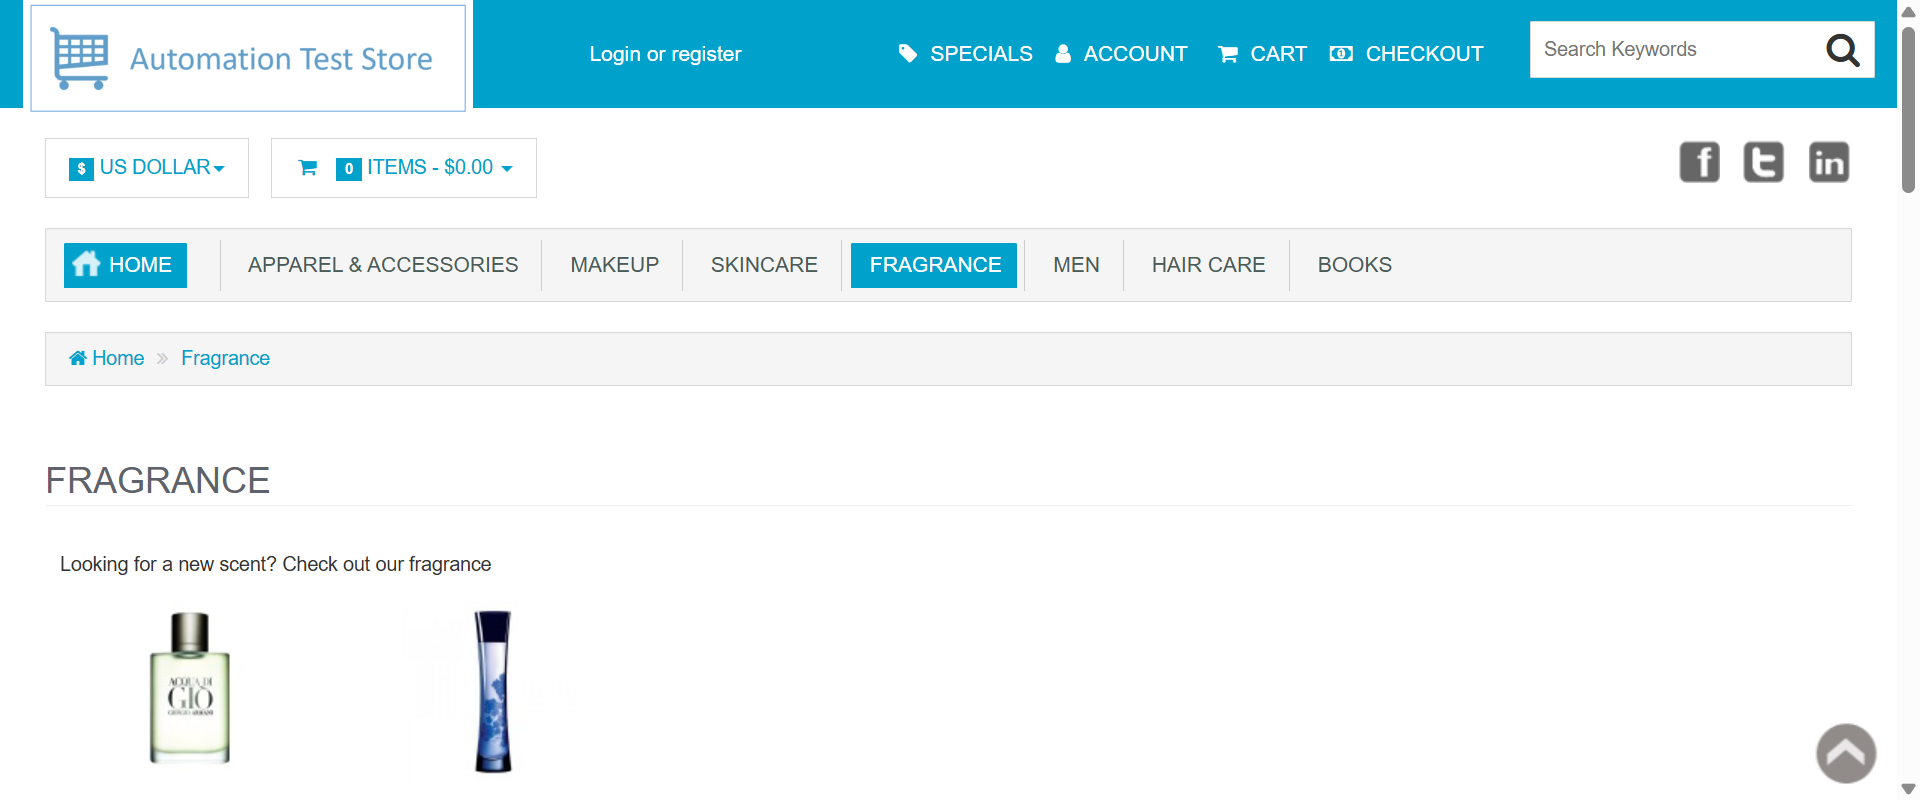 Automation Test Store
Login or register
SPECIALS
ACCOUNT
CART
CHECKOUT
Search Keywords
$ US DOLLAR
0 ITEMS - $0.00
f
t
in
HOME
APPAREL & ACCESSORIES
MAKEUP
SKINCARE
FRAGRANCE
MEN
HAIR CARE
BOOKS
Home » Fragrance
FRAGRANCE
Looking for a new scent? Check out our fragrance
ACQUA DI
GIÒ
GIORGIO ARMANI